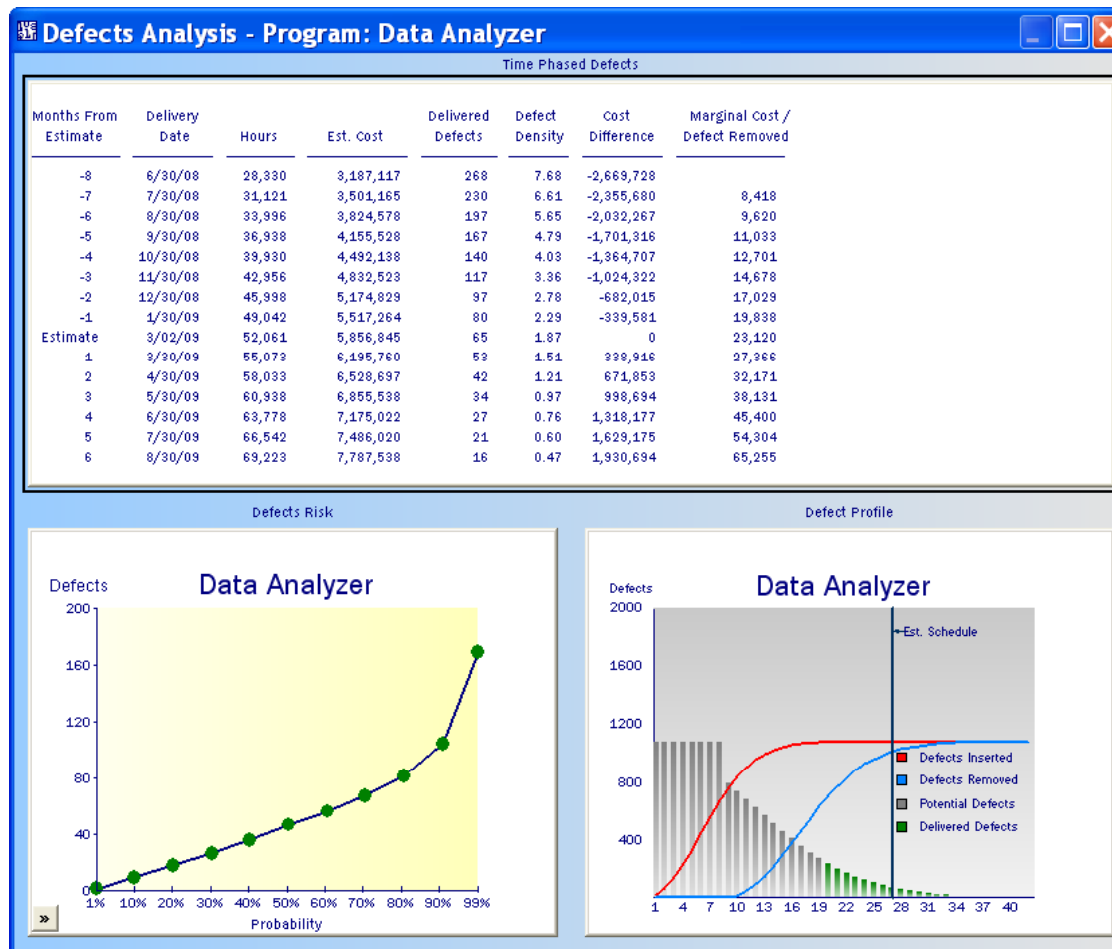 Defects Analysis - Program: Data Analyzer
Time Phased Defects
Months From Delivery Delivered Defect Cost Marginal Cost /
Estimate Date Hours Est. Cost Defects Density Difference Defect Removed
-8 6/30/08 28,330 3,187,117 268 7.68 -2,669,728
-7 7/30/08 31,121 3,501,165 230 6.61 -2,355,680 8,418
-6 8/30/08 33,996 3,824,578 197 5.65 -2,032,267 9,620
-5 9/30/08 36,938 4,155,528 167 4.79 -1,701,316 11,033
-4 10/30/08 39,930 4,492,138 140 4.03 -1,364,707 12,701
-3 11/30/08 42,956 4,832,523 117 3.36 -1,024,322 14,678
-2 12/30/08 45,998 5,174,829 97 2.78 -682,015 17,029
-1 1/30/09 49,042 5,517,264 80 2.29 -339,581 19,838
Estimate 3/02/09 52,061 5,856,845 65 1.87 0 23,120
1 3/30/09 55,073 6,195,760 53 1.51 338,916 27,366
2 4/30/09 58,033 6,528,697 42 1.21 671,853 32,171
3 5/30/09 60,938 6,855,538 34 0.97 998,694 38,131
4 6/30/09 63,778 7,175,022 27 0.76 1,318,177 45,400
5 7/30/09 66,542 7,486,020 21 0.60 1,629,175 54,304
6 8/30/09 69,223 7,787,538 16 0.47 1,930,694 65,255
Defects Risk
Data Analyzer
Defects
200
160
120
80
40
0
1% 10% 20% 30% 40% 50% 60% 70% 80% 90% 99%
Probability
»
Defect Profile
Data Analyzer
Defects
2000
Est. Schedule
1600
1200
Defects Inserted
800
Defects Removed
Potential Defects
400
Delivered Defects
1 4 7 10 13 16 19 22 25 28 31 34 37 40